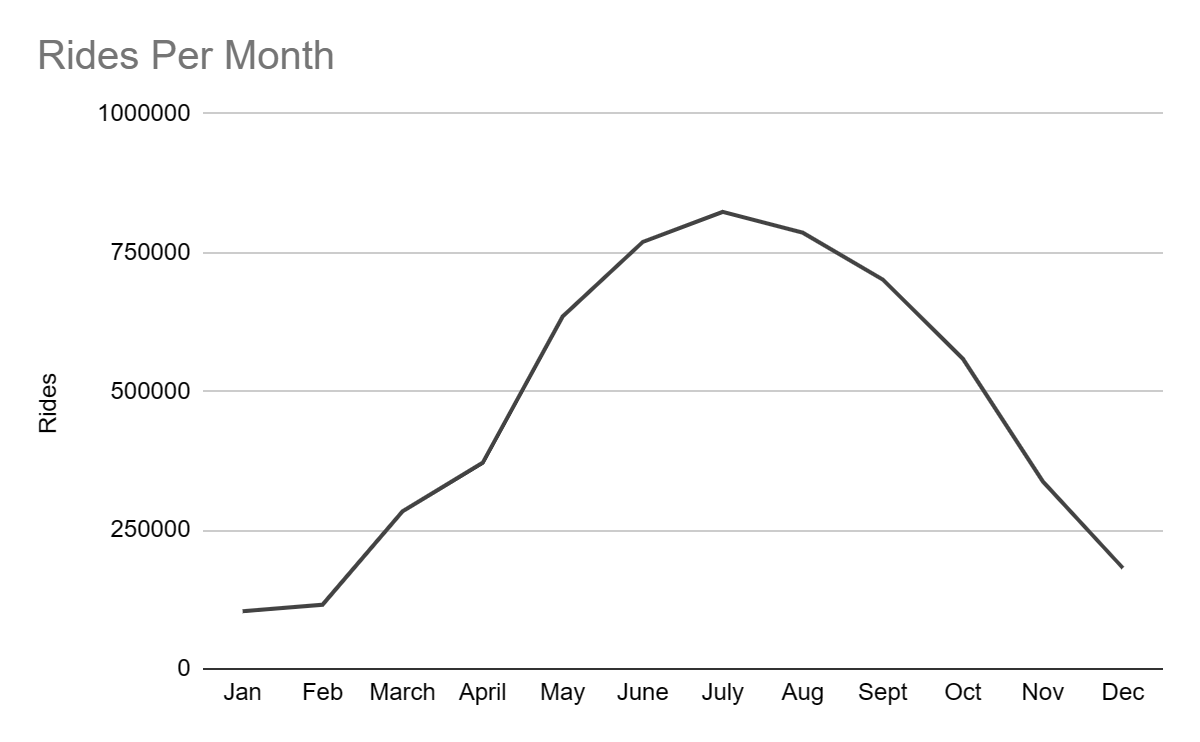 Rides Per Month
1000000
750000
500000
250000
0
Rides
Jan Feb March April May June July Aug Sept Oct Nov Dec